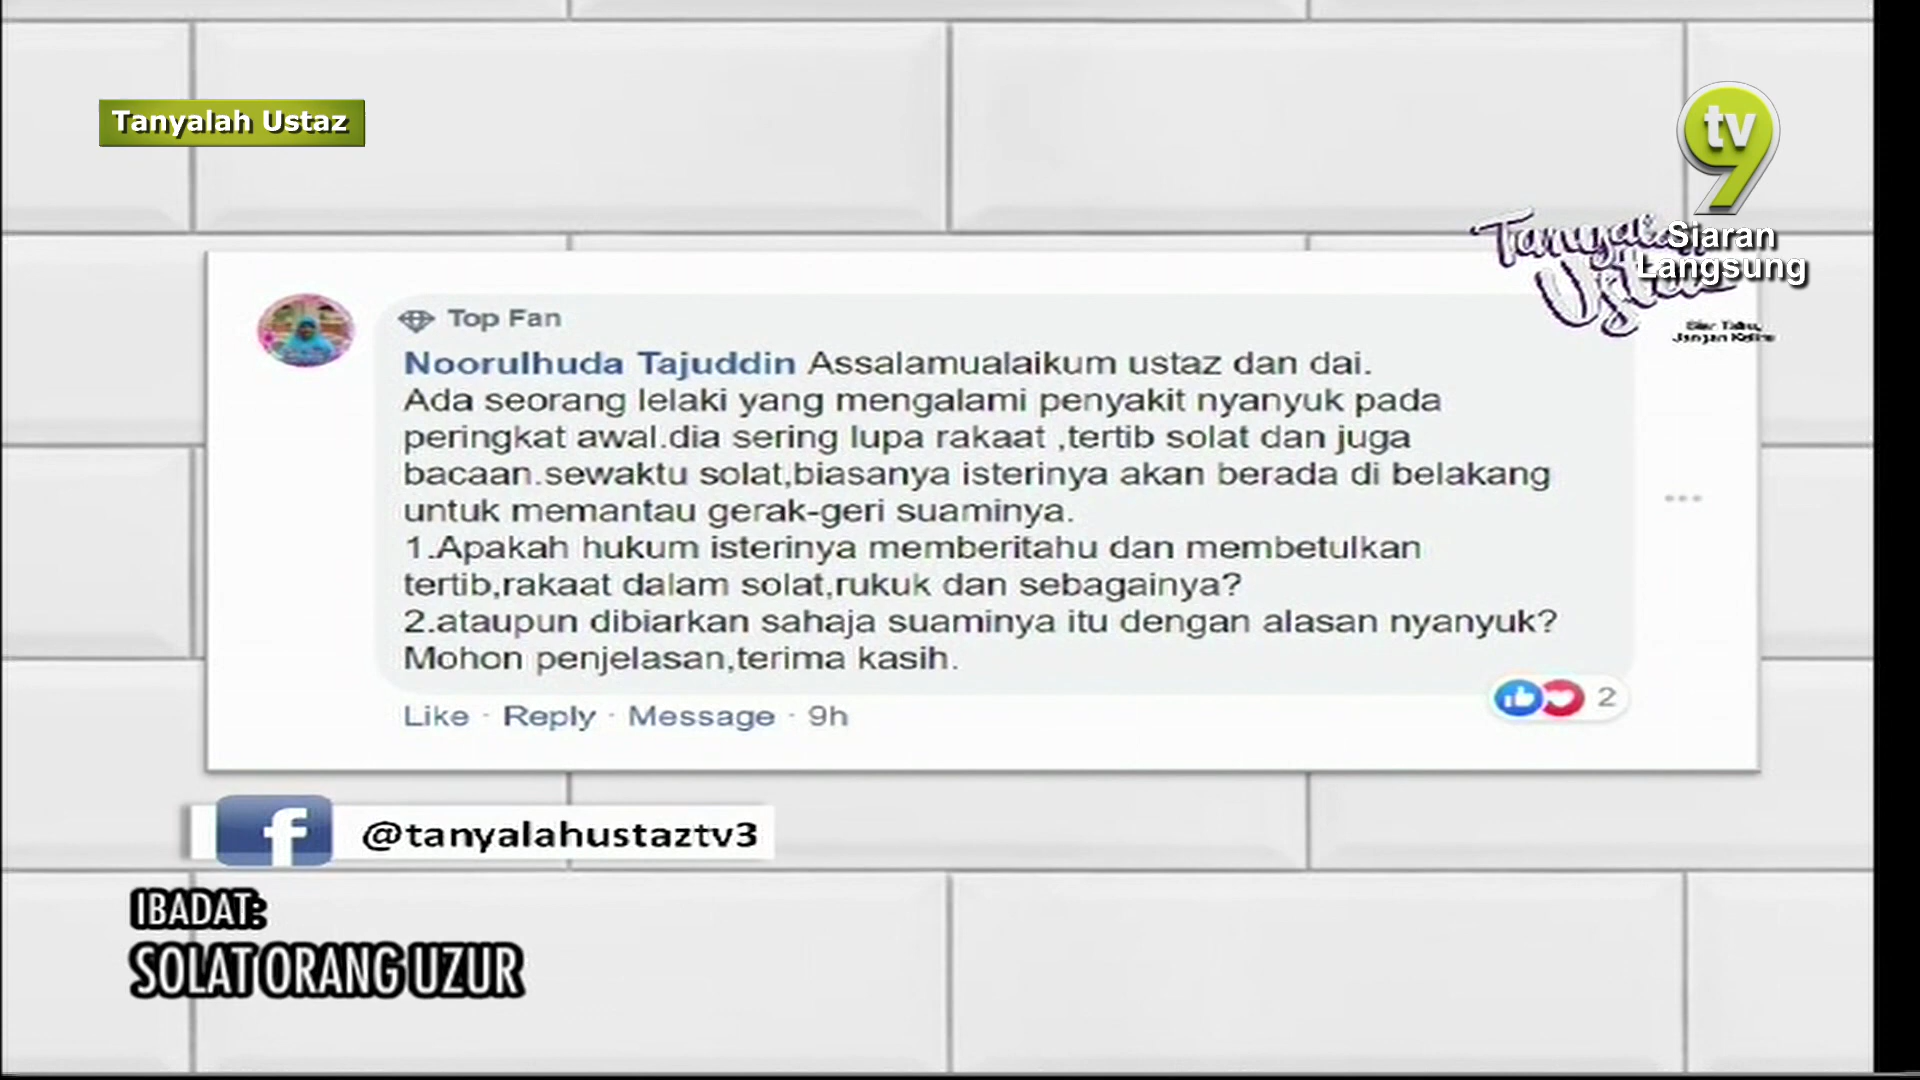 Tanyalah Ustaz
tv9
Siaran
Langsung
Tanyalah
Ustaz
Top Fan
Noorulhuda Tajuddin Assalamualaikum ustaz dan dai.
Ada seorang lelaki yang mengalami penyakit nyanyuk pada
peringkat awal.dia sering lupa rakaat ,tertib solat dan juga
bacaan.sewaktu solat,biasanya isterinya akan berada di belakang
untuk memantau gerak-geri suaminya.
1.Apakah hukum isterinya memberitahu dan membetulkan
tertib,rakaat dalam solat,rukuk dan sebagainya?
2.ataupun dibiarkan sahaja suaminya itu dengan alasan nyanyuk?
Mohon penjelasan,terima kasih.
2
Like · Reply · Message · 9h
f @tanyalahustaztv3
IBADAT:
SOLAT ORANG UZUR